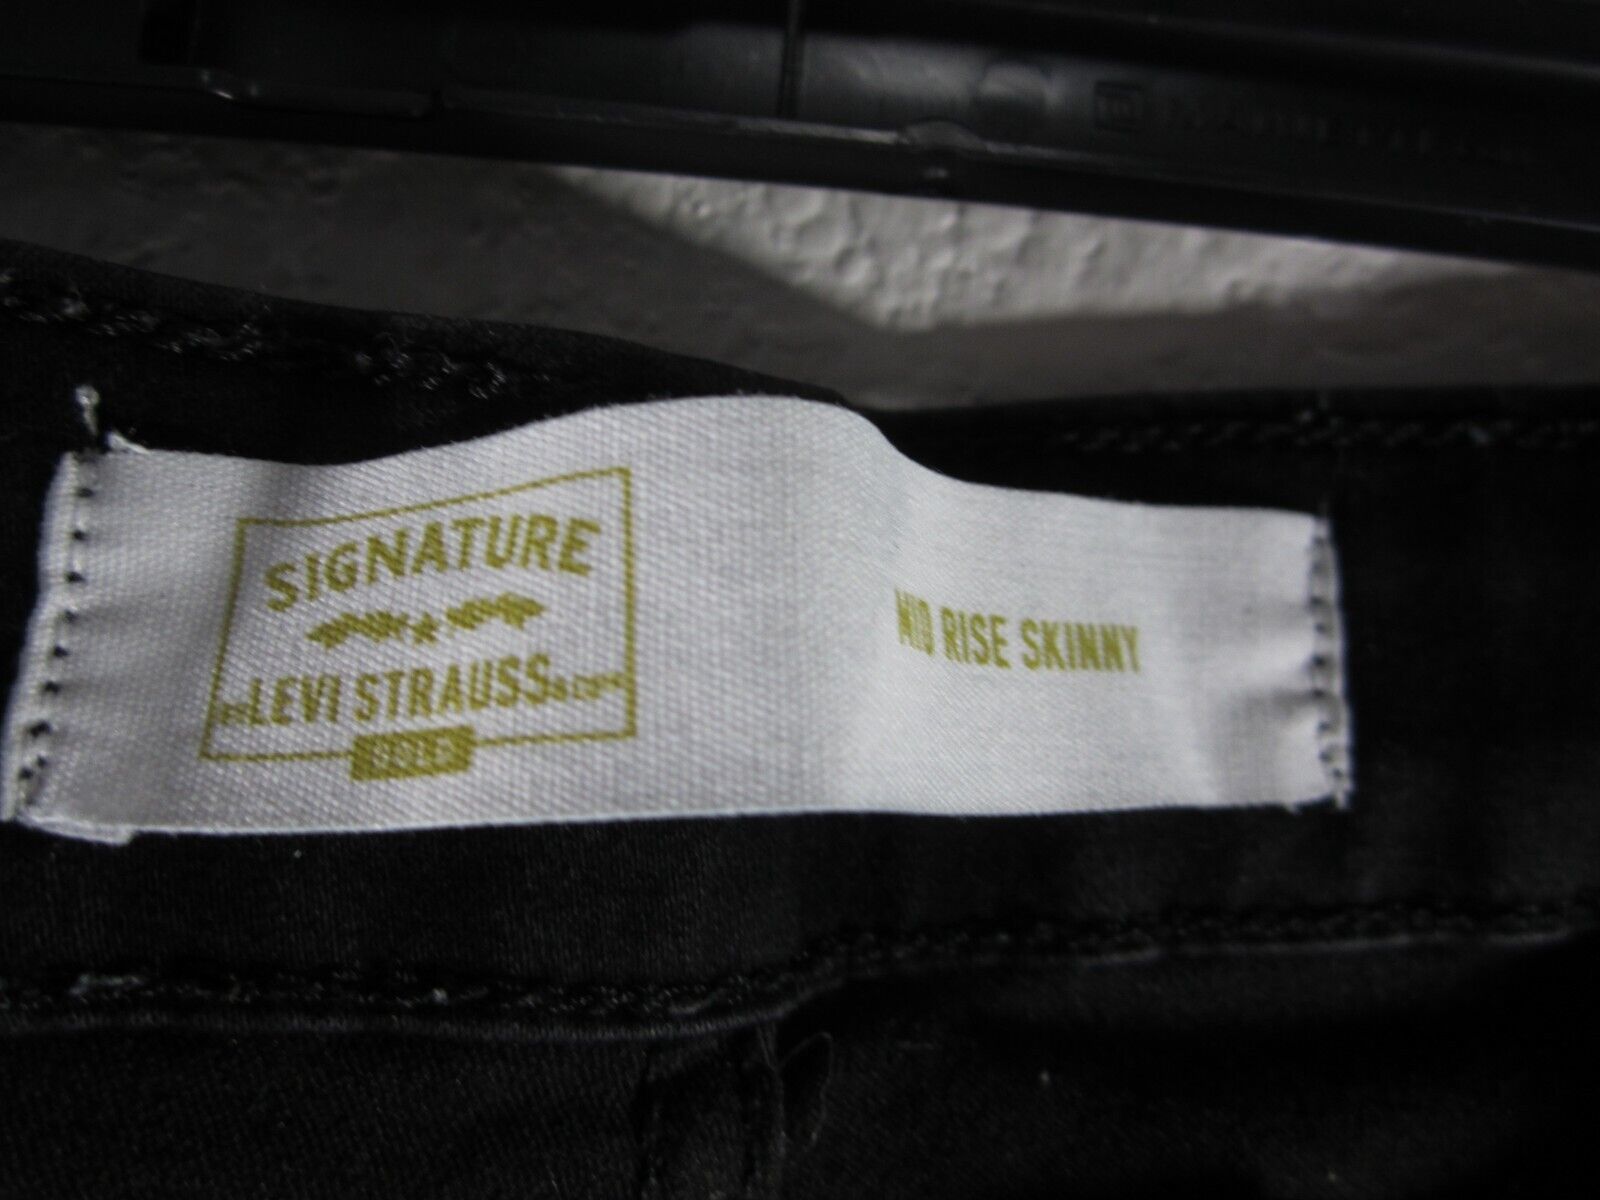 SIGNATURE
LEVI STRAUSS
MID RISE SKINNY